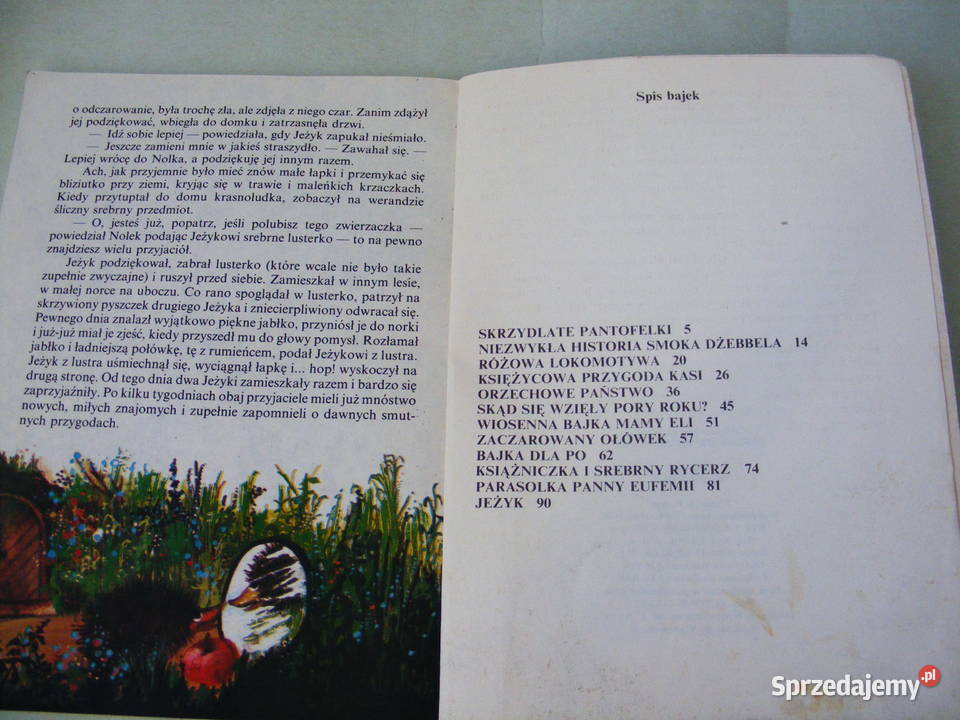 o odczarowanie, była trochę zła, ale zdjęła z niego czar. Zanim zdążył
jej podziękować, wbiegła do domku i zatrzasnęła drzwi.
— Idź sobie lepiej — powiedziała, gdy Jeżyk zapukał nieśmiało.
— Jeszcze zamieni mnie w jakieś straszydło. — Zawahał się. —
Lepiej wrócę do Nolka, a podziękuję jej innym razem.
Ach, jak przyjemnie było mieć znów małe łapki i przemykać się
bliziutko przy ziemi, kryjąc się w trawie i maleńkich krzaczkach.
Kiedy przytuptał do domu krasnoludka, zobaczył na werandzie
śliczny srebrny przedmiot.
— O, jesteś już, popatrz, jeśli polubisz tego zwierzaczka —
powiedział Nolek podając Jeżykowi srebrne lusterko — to na pewno
znajdziesz wielu przyjaciół.
Jeżyk podziękował, zabrał lusterko (które wcale nie było takie
zupełnie zwyczajne) i ruszył przed siebie. Zamieszkał w innym lesie,
w małej norce na uboczu. Co rano spoglądał w lusterko, patrzył na
skrzywiony pyszczek drugiego Jeżyka i zniecierpliwiony odwracał się.
Pewnego dnia znalazł wyjątkowo piękne jabłko, przyniósł je do norki
i już-już miał je zjeść, kiedy przyszedł mu do głowy pomysł. Rozłamał
jabłko i ładniejszą połówkę, tę z rumieńcem, podał Jeżykowi z lustra.
Jeżyk z lustra uśmiechnął się, wyciągnął łapkę i... hop! wyskoczył na
drugą stronę. Od tego dnia dwa Jeżyki zamieszkały razem i bardzo się
zaprzyjaźniły. Po kilku tygodniach obaj przyjaciele mieli już mnóstwo
nowych, miłych znajomych i zupełnie zapomnieli o dawnych smut-
nych przygodach.
Spis bajek
SKRZYDLATE PANTOFELKI 5
NIEZWYKŁA HISTORIA SMOKA DŻEBBELA 14
RÓŻOWA LOKOMOTYWA 20
KSIĘŻYCOWA PRZYGODA KASI 26
ORZECHOWE PAŃSTWO 36
SKĄD SIĘ WZIĘŁY PORY ROKU? 45
WIOSENNA BAJKA MAMY ELI 51
ZACZAROWANY OŁÓWEK 57
BAJKA DLA PO 62
KSIĄŻNICZKA I SREBRNY RYCERZ 74
PARASOLKA PANNY EUFEMII 81
JEŻYK 90
Sprzedajemy.pl